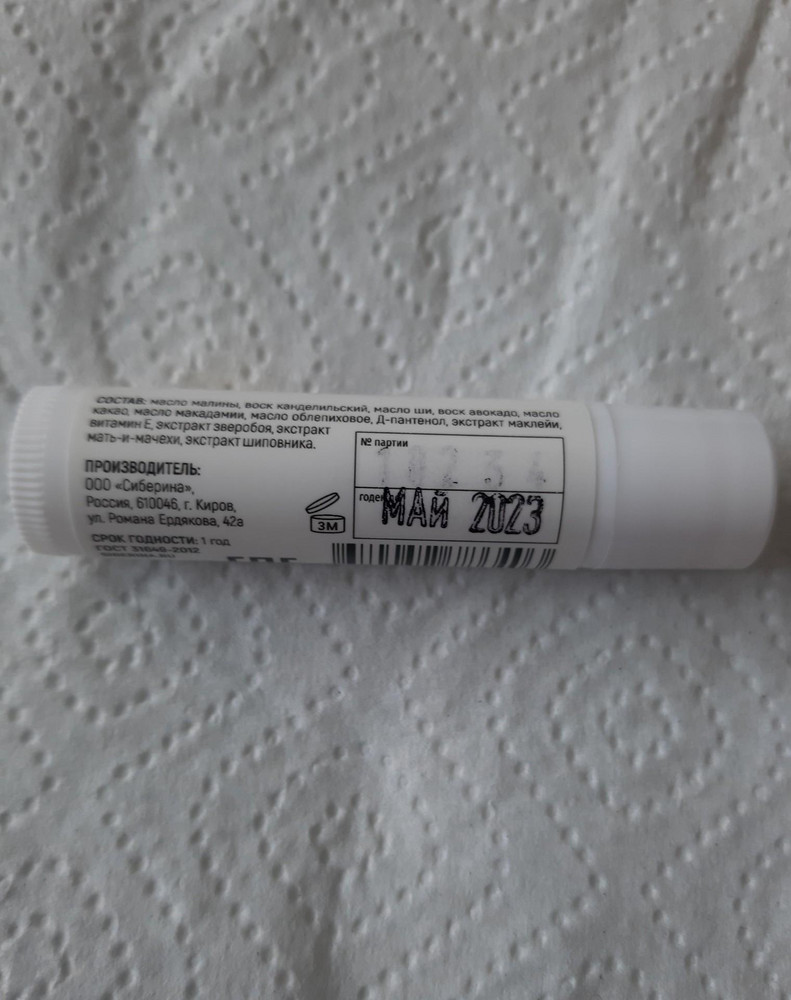 СОСТАВ: масло малины, воск канделильский, масло ши, воск авокадо, масло
какао, масло макадамии, масло облепиховое, Д-пантенол, экстракт маклейи,
витамин Е, экстракт зверобоя, экстракт
мать-и-мачехи, экстракт шиповника.
ПРОИЗВОДИТЕЛЬ:
ООО «Сиберина»,
Россия, 610046, г. Киров,
ул. Романа Ердякова, 42а
СРОК ГОДНОСТИ: 1 год
ГОСТ 31649-2012
3М
№ партии
годен
МАЙ 2023